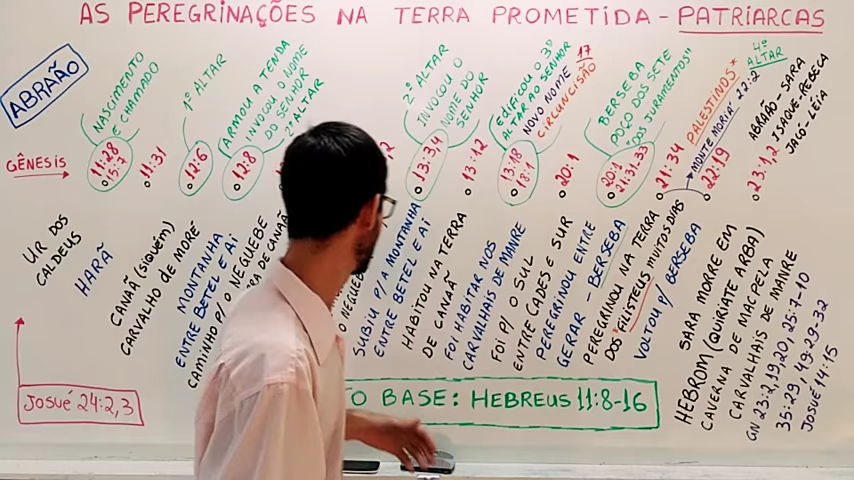 AS PEREGRINAÇÕES NA TERRA PROMETIDA - PATRIARCAS
ABRAÃO
GÊNESIS
NASCIMENTO
E CHAMADO
11:28
15:7
UR DOS
CALDEUS
11:31
HARÃ
1º ALTAR
12:6
CANAÃ (SIQUÉM)
CARVALHO DE MORÉ
ARMOU A TENDA
INVOCOU O NOME
DO SENHOR
2º ALTAR
12:8
MONTANHA
ENTRE BETEL E AI
CAMINHO P/ O NEGUEBE
DE CANAÃ
O NEGUEBE
2º ALTAR
INVOCOU O
NOME DO
SENHOR
13:3,4
SUBIU P/ A MONTANHA
ENTRE BETEL E AI
13:12
HABITOU NA TERRA
DE CANAÃ
EDIFICOU O 3º
ALTAR AO SENHOR
NOVO NOME
17
CIRCUNCISÃO
13:18
18:1
FOI HABITAR NOS
CARVALHAIS DE MANRE
20:1
FOI P/ O SUL
ENTRE CADES E SUR
BERSEBA
POÇO DOS SETE
"DOS JURAMENTOS"
20:1
21:31,33
PEREGRINOU ENTRE
GERAR - BERSEBA
21:34
PALESTINOS*
PEREGRINOU NA TERRA
DOS "FILISTEUS MUITOS DIAS
"MONTE MORIÁ" 22:2
4º
ALTAR
22:19
VOLTOU P/ BERSEBA
ABRAÃO - SARA
ISAQUE - REBECA
JACÓ - LÉIA
23:1,2
SARA MORRE EM
HEBROM (QUIRIATE ARBA)
CAVERNA DE MACPELA
CARVALHAIS DE MANRE
GN 23:2,19,20, 25:7-10
35:29, 49:29-32
JOSUÉ 14:15
JOSUÉ 24:2,3
O BASE: HEBREUS 11:8-16